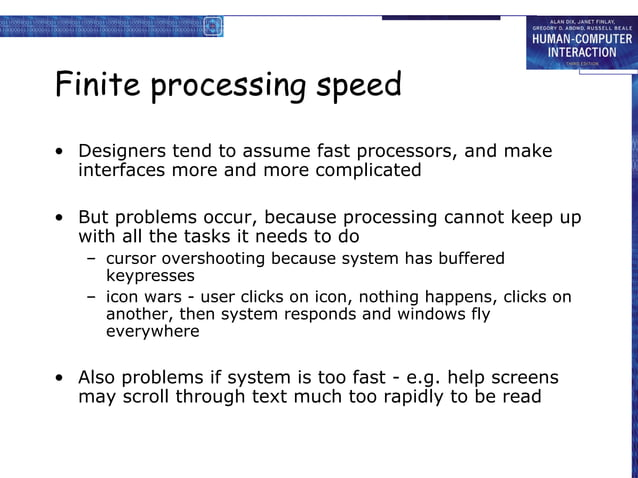 ALAN DIX, JANET FINLAY,
GREGORY D. ABOWD, RUSSELL BEALE
HUMAN-COMPUTER
INTERACTION
THIRD EDITION
Finite processing speed
• Designers tend to assume fast processors, and make
interfaces more and more complicated
• But problems occur, because processing cannot keep up
with all the tasks it needs to do
– cursor overshooting because system has buffered
keypresses
– icon wars - user clicks on icon, nothing happens, clicks on
another, then system responds and windows fly
everywhere
• Also problems if system is too fast - e.g. help screens
may scroll through text much too rapidly to be read